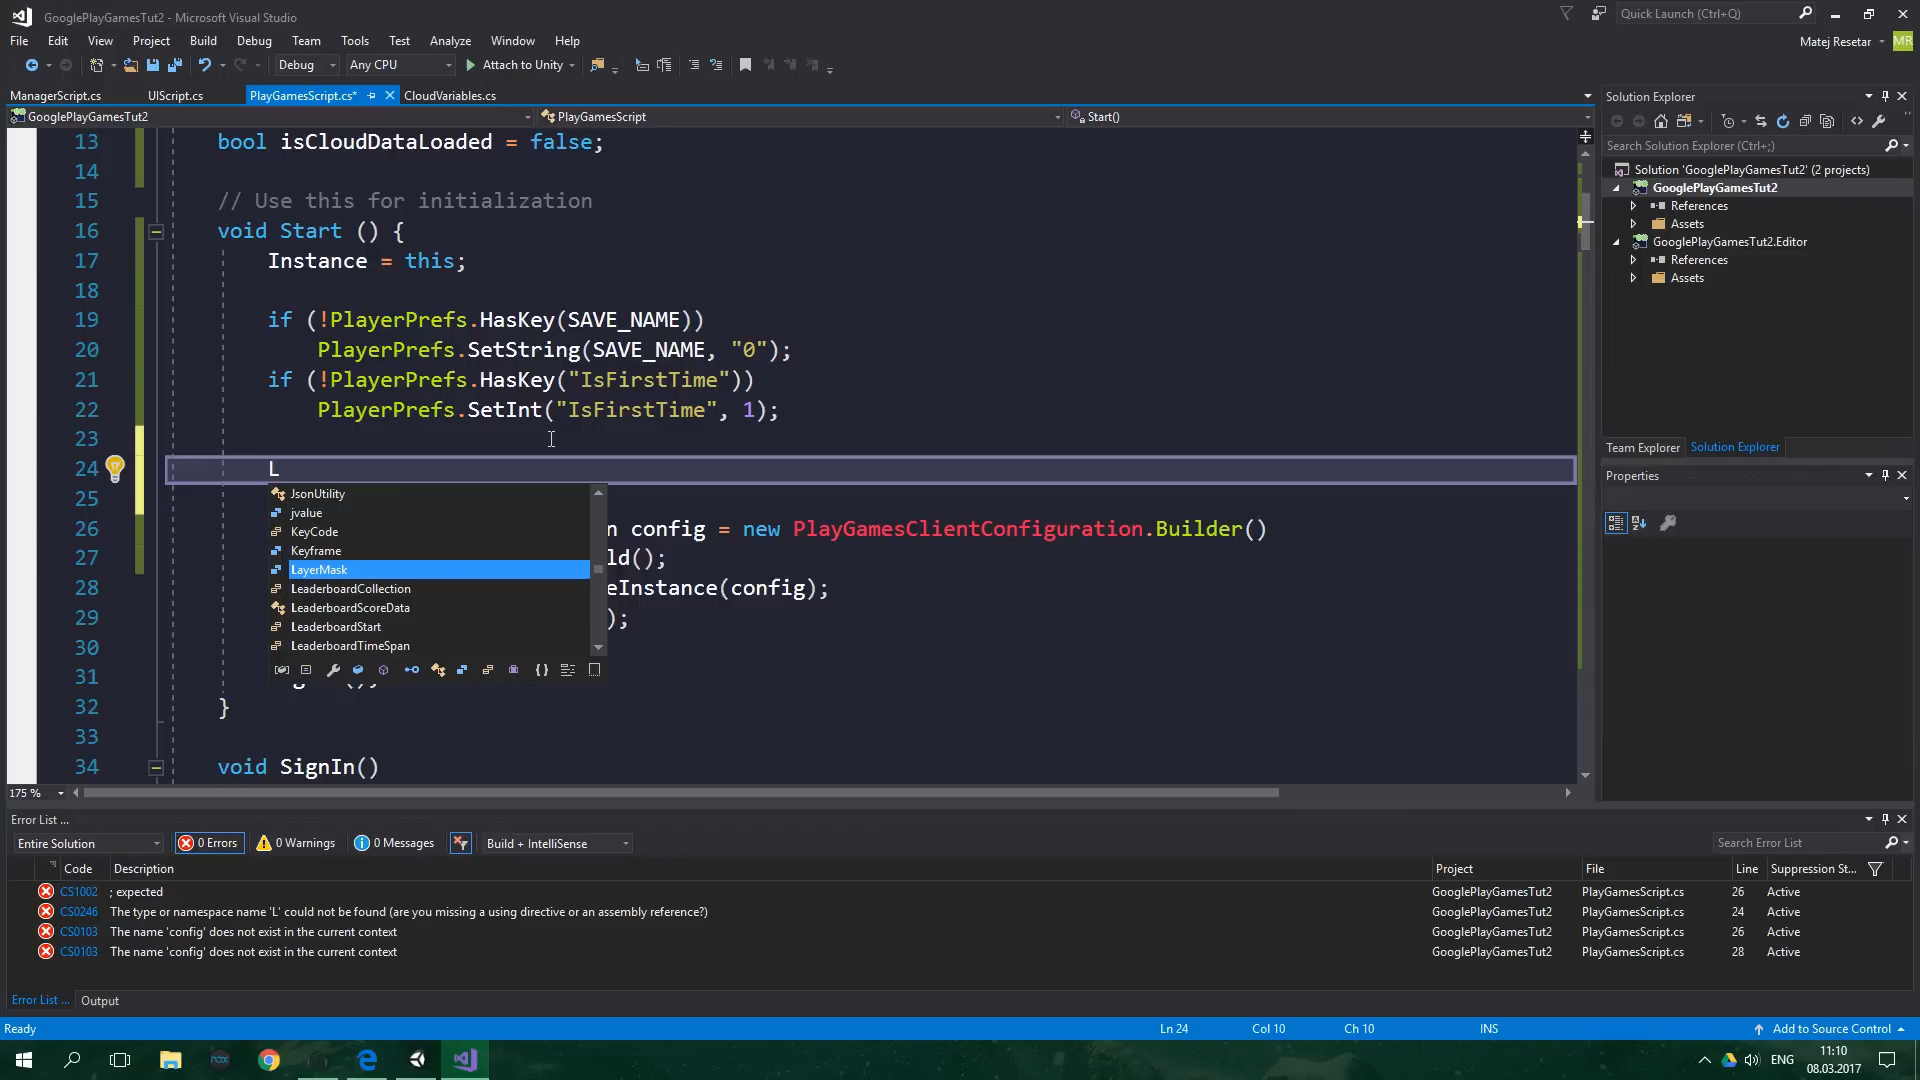 GooglePlayGamesTut2 - Microsoft Visual Studio
Quick Launch (Ctrl+Q)
File Edit View Project Build Debug Team Tools Test Analyze Window Help
Matej Resetar MR
Debug Any CPU Attach to Unity
ManagerScript.cs UIScript.cs PlayGamesScript.cs* CloudVariables.cs
GooglePlayGamesTut2 PlayGamesScript Start()
13 bool isCloudDataLoaded = false;
14
15 // Use this for initialization
16 void Start () {
17 Instance = this;
18
19 if (!PlayerPrefs.HasKey(SAVE_NAME))
20 PlayerPrefs.SetString(SAVE_NAME, "0");
21 if (!PlayerPrefs.HasKey("IsFirstTime"))
22 PlayerPrefs.SetInt("IsFirstTime", 1);
23
24 L
25
26 n config = new PlayGamesClientConfiguration.Builder()
27 ld();
28 eInstance(config);
29 );
30
31
32 }
33
34 void SignIn()
JsonUtility
jvalue
KeyCode
Keyframe
LayerMask
LeaderboardCollection
LeaderboardScoreData
LeaderboardStart
LeaderboardTimeSpan
175 %
Solution Explorer
Search Solution Explorer (Ctrl+;)
Solution 'GooglePlayGamesTut2' (2 projects)
GooglePlayGamesTut2
References
Assets
GooglePlayGamesTut2.Editor
References
Assets
Team Explorer Solution Explorer
Properties
Error List ...
Entire Solution 0 Errors 0 Warnings 0 Messages Build + IntelliSense Search Error List
Code Description Project File Line Suppression St...
CS1002 ; expected GooglePlayGamesTut2 PlayGamesScript.cs 26 Active
CS0246 The type or namespace name 'L' could not be found (are you missing a using directive or an assembly reference?) GooglePlayGamesTut2 PlayGamesScript.cs 24 Active
CS0103 The name 'config' does not exist in the current context GooglePlayGamesTut2 PlayGamesScript.cs 26 Active
CS0103 The name 'config' does not exist in the current context GooglePlayGamesTut2 PlayGamesScript.cs 28 Active
Error List ... Output
Ready Ln 24 Col 10 Ch 10 INS Add to Source Control
ENG 11:10
08.03.2017